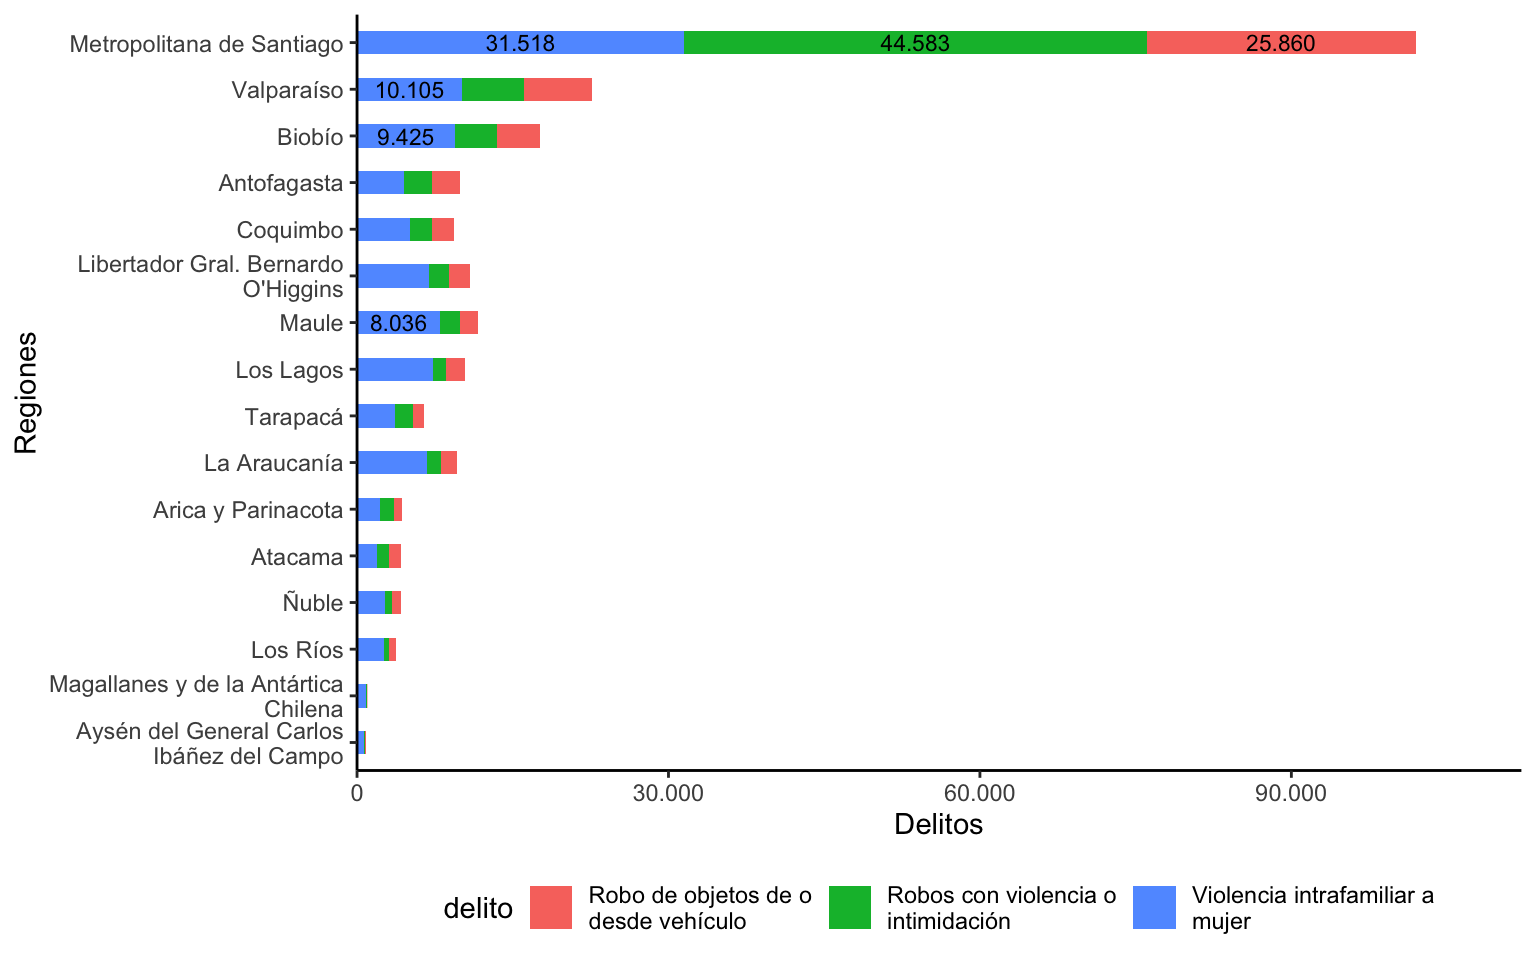 Metropolitana de Santiago 31.518 44.583 25.860
Valparaíso 10.105
Biobío 9.425
Antofagasta
Coquimbo
Libertador Gral. Bernardo
O'Higgins
Maule 8.036
Los Lagos
Tarapacá
La Araucanía
Arica y Parinacota
Atacama
Ñuble
Los Ríos
Magallanes y de la Antártica
Chilena
Aysén del General Carlos
Ibáñez del Campo
Regiones
0 30.000 60.000 90.000
Delitos
delito
Robo de objetos de o
desde vehículo
Robos con violencia o
intimidación
Violencia intrafamiliar a
mujer